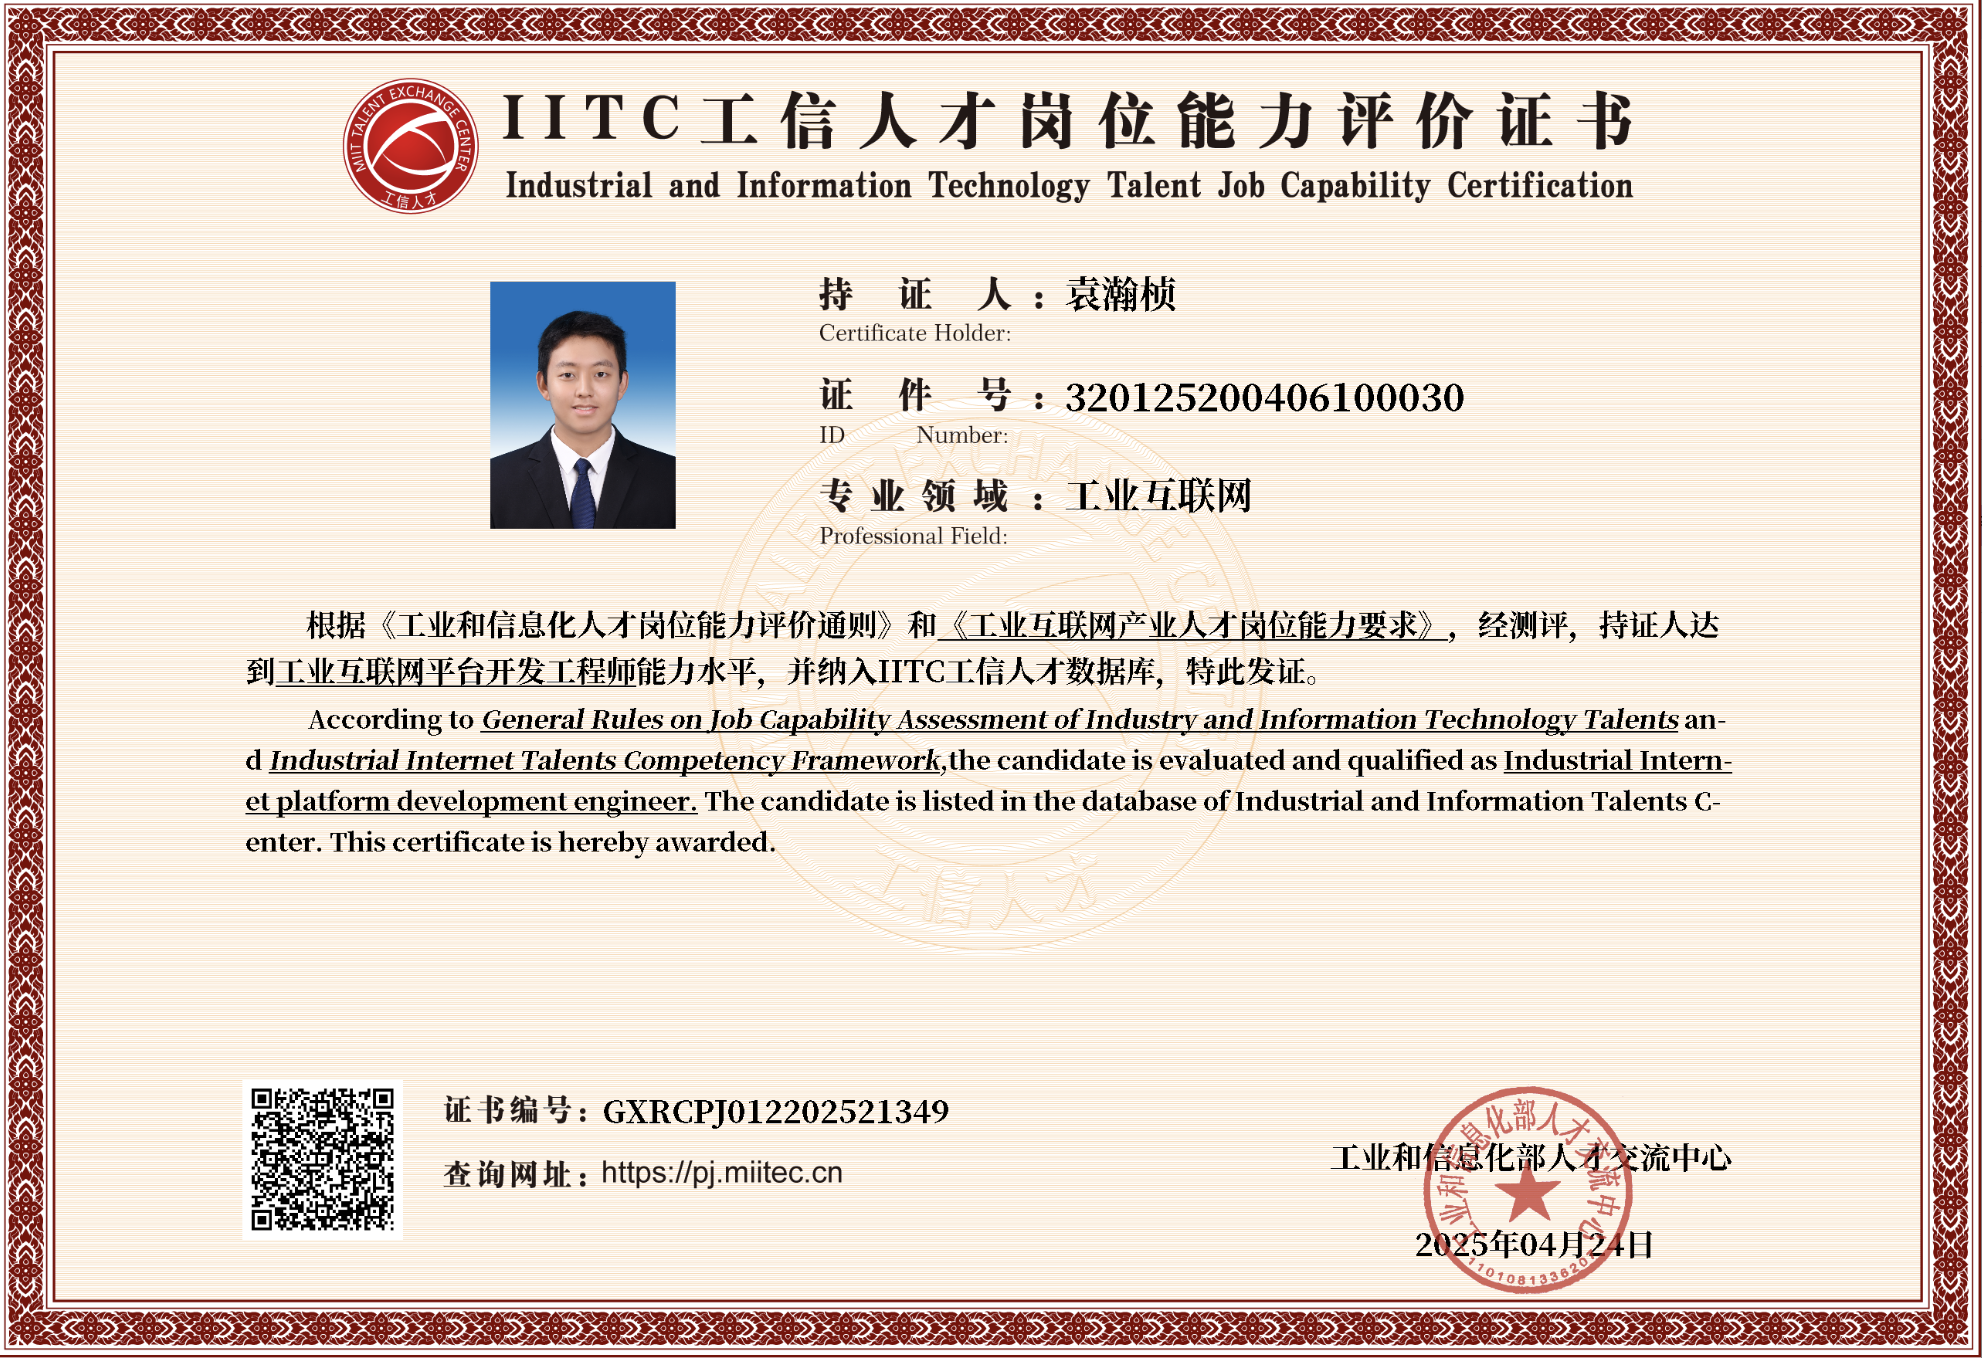 MIIT TALENT EXCHANGE CENTER
工信人才
IITC工信人才岗位能力评价证书
Industrial and Information Technology Talent Job Capability Certification
持证人：袁瀚桢
Certificate Holder:
证件号：320125200406100030
ID Number:
专业领域：工业互联网
Professional Field:
根据《工业和信息化人才岗位能力评价通则》和《工业互联网产业人才岗位能力要求》，经测评，持证人达
到工业互联网平台开发工程师能力水平，并纳入IITC工信人才数据库，特此发证。
According to General Rules on Job Capability Assessment of Industry and Information Technology Talents an-
d Industrial Internet Talents Competency Framework,the candidate is evaluated and qualified as Industrial Intern-
et platform development engineer. The candidate is listed in the database of Industrial and Information Talents C-
enter. This certificate is hereby awarded.
MIIT TALENT EXCHANGE CENTER
工信人才
证书编号：GXRCPJ012202521349
查询网址：https://pj.miitec.cn
工业和信息化部人才交流中心
2025年04月24日
工业和信息化部人才交流中心